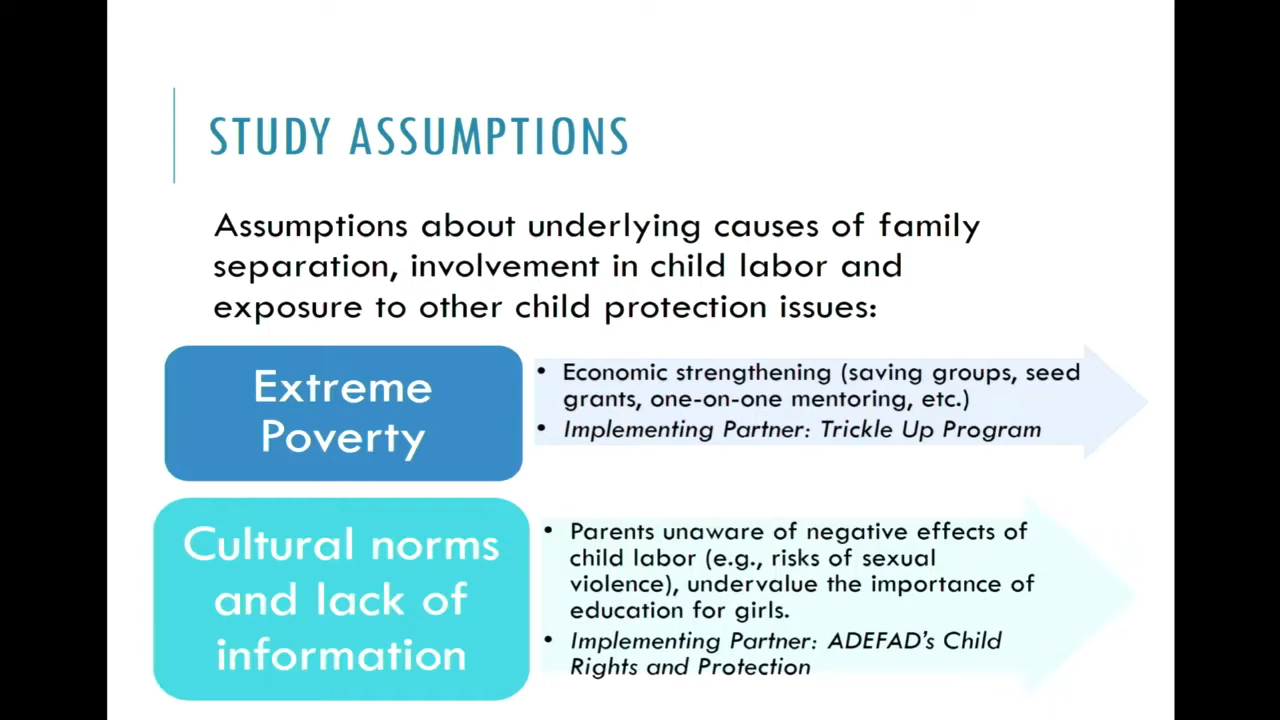 STUDY ASSUMPTIONS
Assumptions about underlying causes of family
separation, involvement in child labor and
exposure to other child protection issues:
Extreme
Poverty
• Economic strengthening (saving groups, seed
grants, one-on-one mentoring, etc.)
• Implementing Partner: Trickle Up Program
Cultural norms
and lack of
information
• Parents unaware of negative effects of
child labor (e.g., risks of sexual
violence), undervalue the importance of
education for girls.
• Implementing Partner: ADEFAD's Child
Rights and Protection